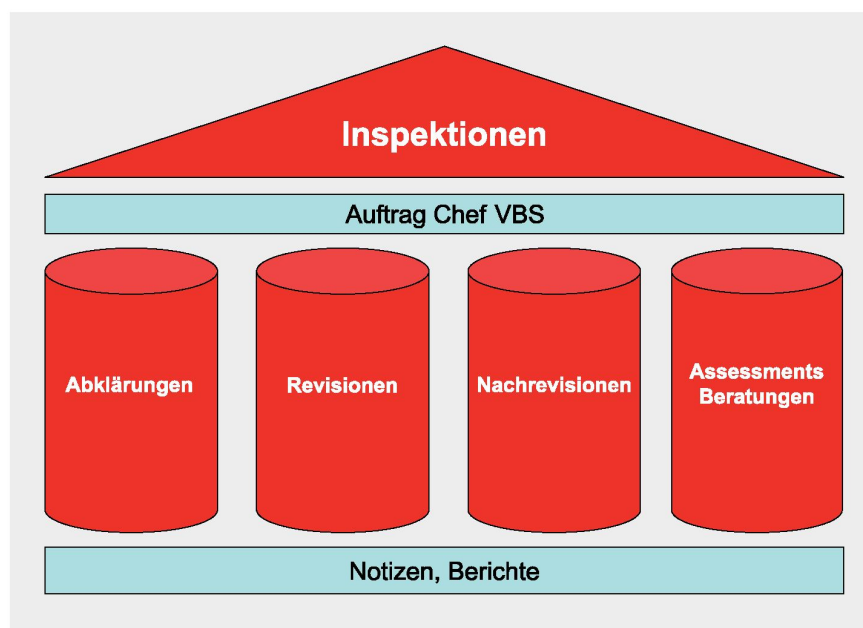 Inspektionen
Auftrag Chef VBS
Abklärungen
Revisionen
Nachrevisionen
Assessments
Beratungen
Notizen, Berichte